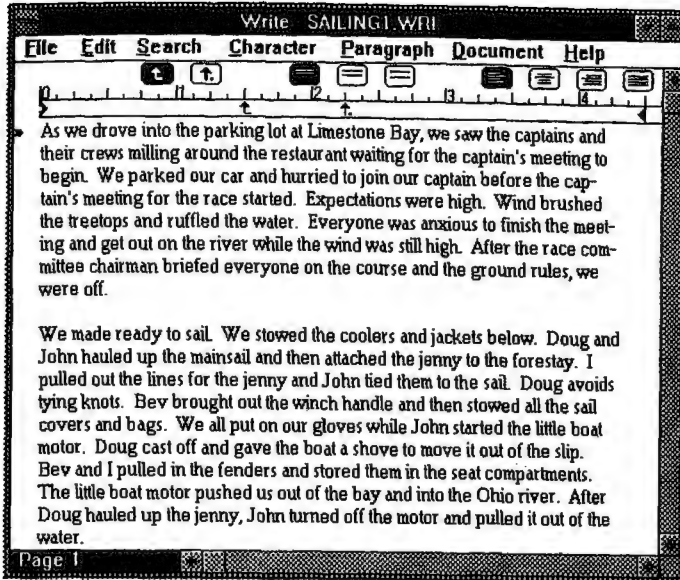 Write SAILING1.WRI
File Edit Search Character Paragraph Document Help
0 1 2 3 4
As we drove into the parking lot at Limestone Bay, we saw the captains and
their crews milling around the restaurant waiting for the captain's meeting to
begin. We parked our car and hurried to join our captain before the cap-
tain's meeting for the race started. Expectations were high. Wind brushed
the treetops and ruffled the water. Everyone was anxious to finish the meet-
ing and get out on the river while the wind was still high. After the race com-
mittee chairman briefed everyone on the course and the ground rules, we
were off.
We made ready to sail. We stowed the coolers and jackets below. Doug and
John hauled up the mainsail and then attached the jenny to the forestay. I
pulled out the lines for the jenny and John tied them to the sail. Doug avoids
tying knots. Bev brought out the winch handle and then stowed all the sail
covers and bags. We all put on our gloves while John started the little boat
motor. Doug cast off and gave the boat a shove to move it out of the slip.
Bev and I pulled in the fenders and stored them in the seat compartments.
The little boat motor pushed us out of the bay and into the Ohio river. After
Doug hauled up the jenny, John turned off the motor and pulled it out of the
water.
Page 1